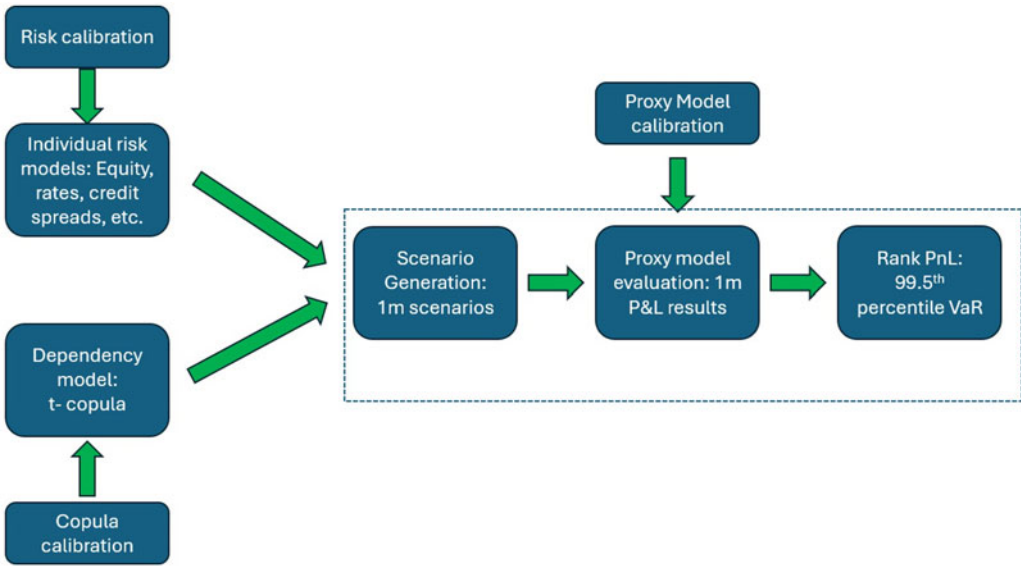 Risk calibration
Individual risk
models: Equity,
rates, credit
spreads, etc.
Dependency
model:
t- copula
Copula
calibration
Proxy Model
calibration
Scenario
Generation:
1m scenarios
Proxy model
evaluation: 1m
P&L results
Rank PnL:
99.5th
percentile VaR